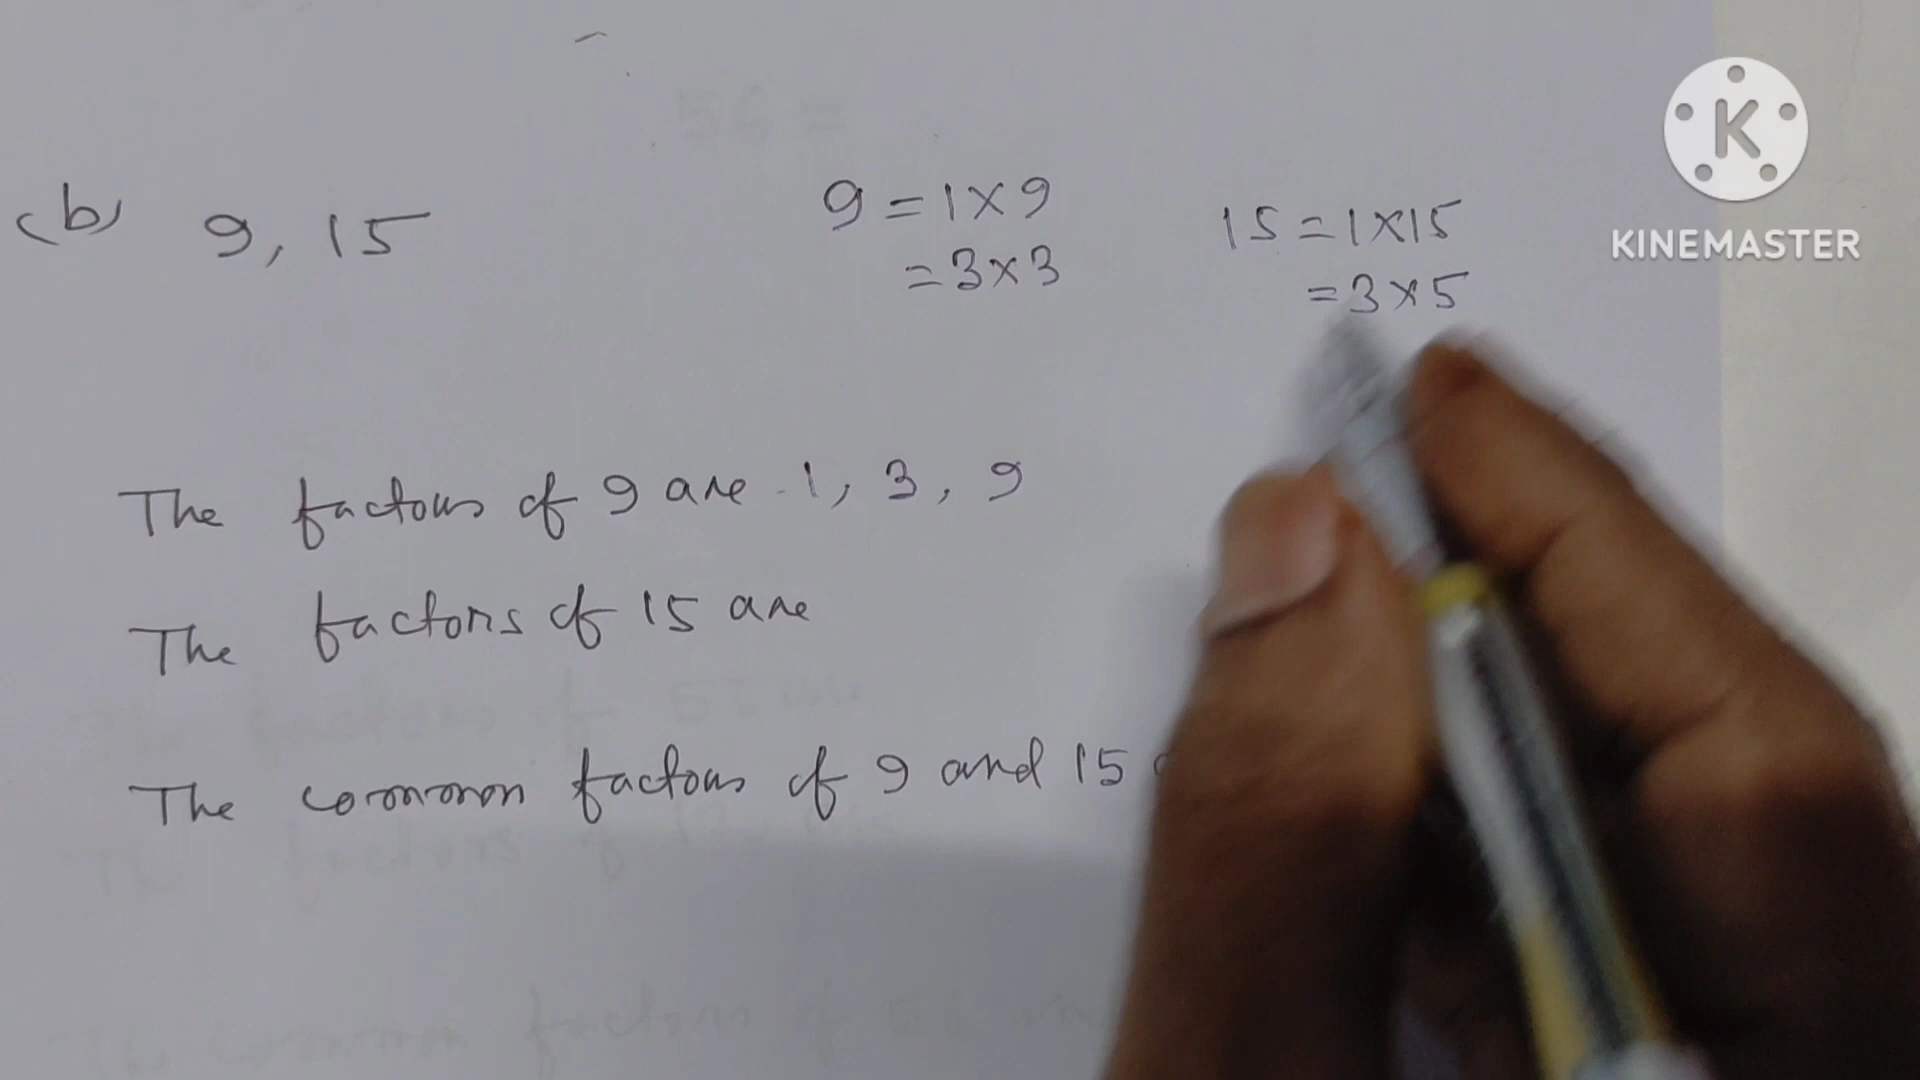 (b) 9, 15
9 = 1 × 9
= 3 × 3
15 = 1 × 15
= 3 × 5
The factors of 9 are 1, 3, 9
The factors of 15 are
The common factors of 9 and 15
56 =
KINEMASTER